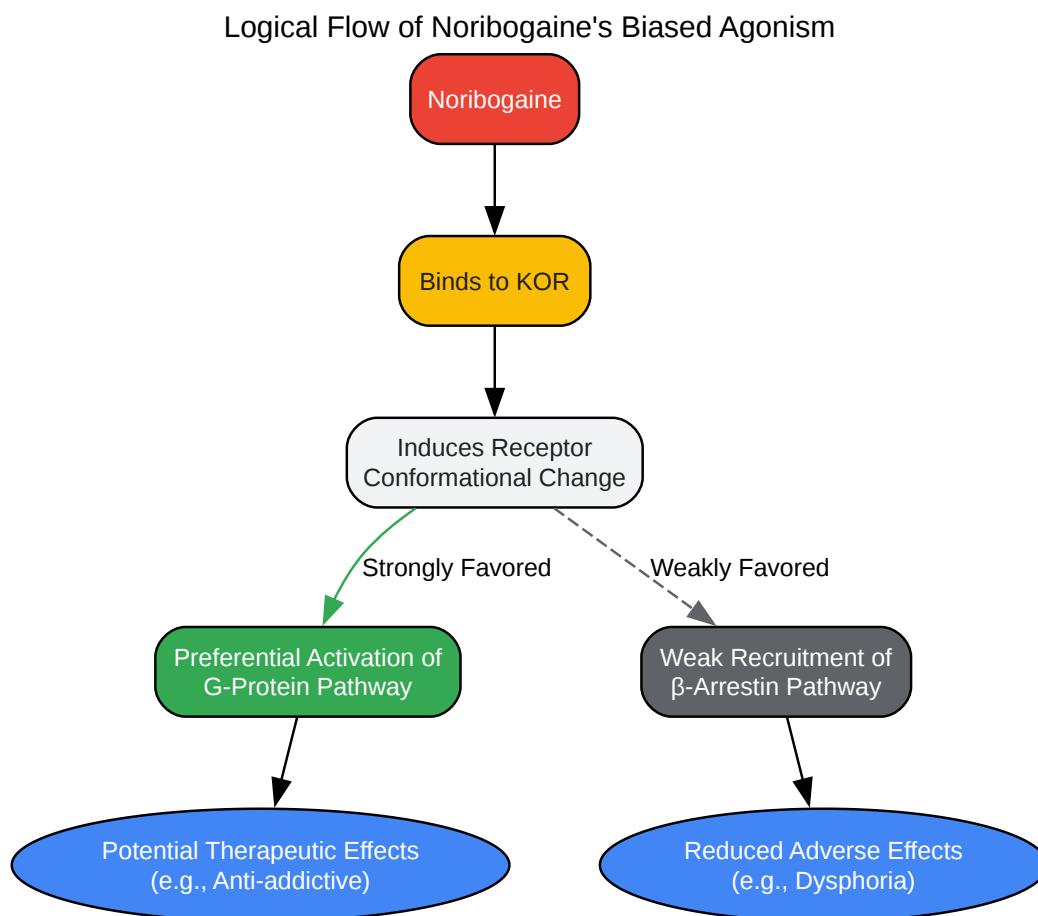 Logical Flow of Noribogaine's Biased Agonism
Noribogaine
Binds to KOR
Induces Receptor
Conformational Change
Strongly Favored
Weakly Favored
Preferential Activation of
G-Protein Pathway
Weak Recruitment of
β-Arrestin Pathway
Potential Therapeutic Effects
(e.g., Anti-addictive)
Reduced Adverse Effects
(e.g., Dysphoria)